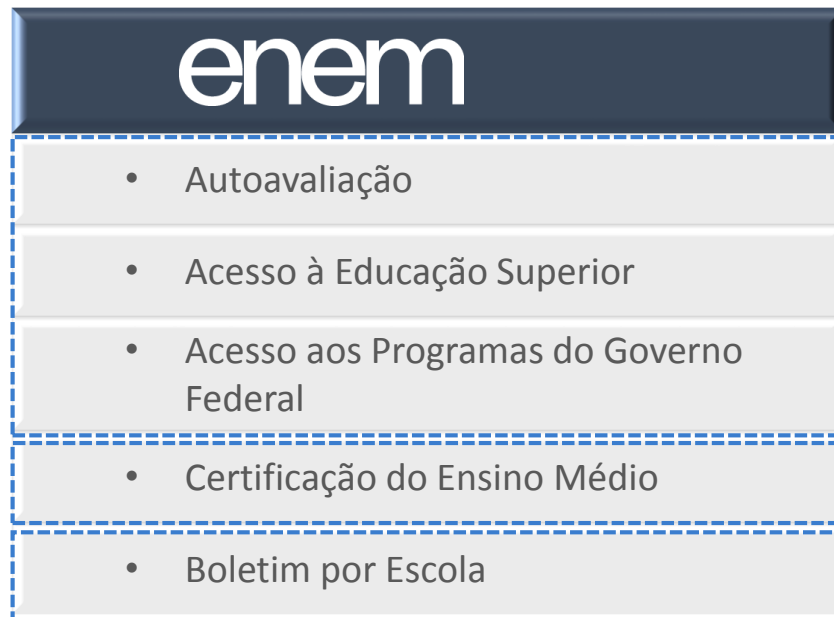 enem
• Autoavaliação
• Acesso à Educação Superior
• Acesso aos Programas do Governo
Federal
• Certificação do Ensino Médio
• Boletim por Escola